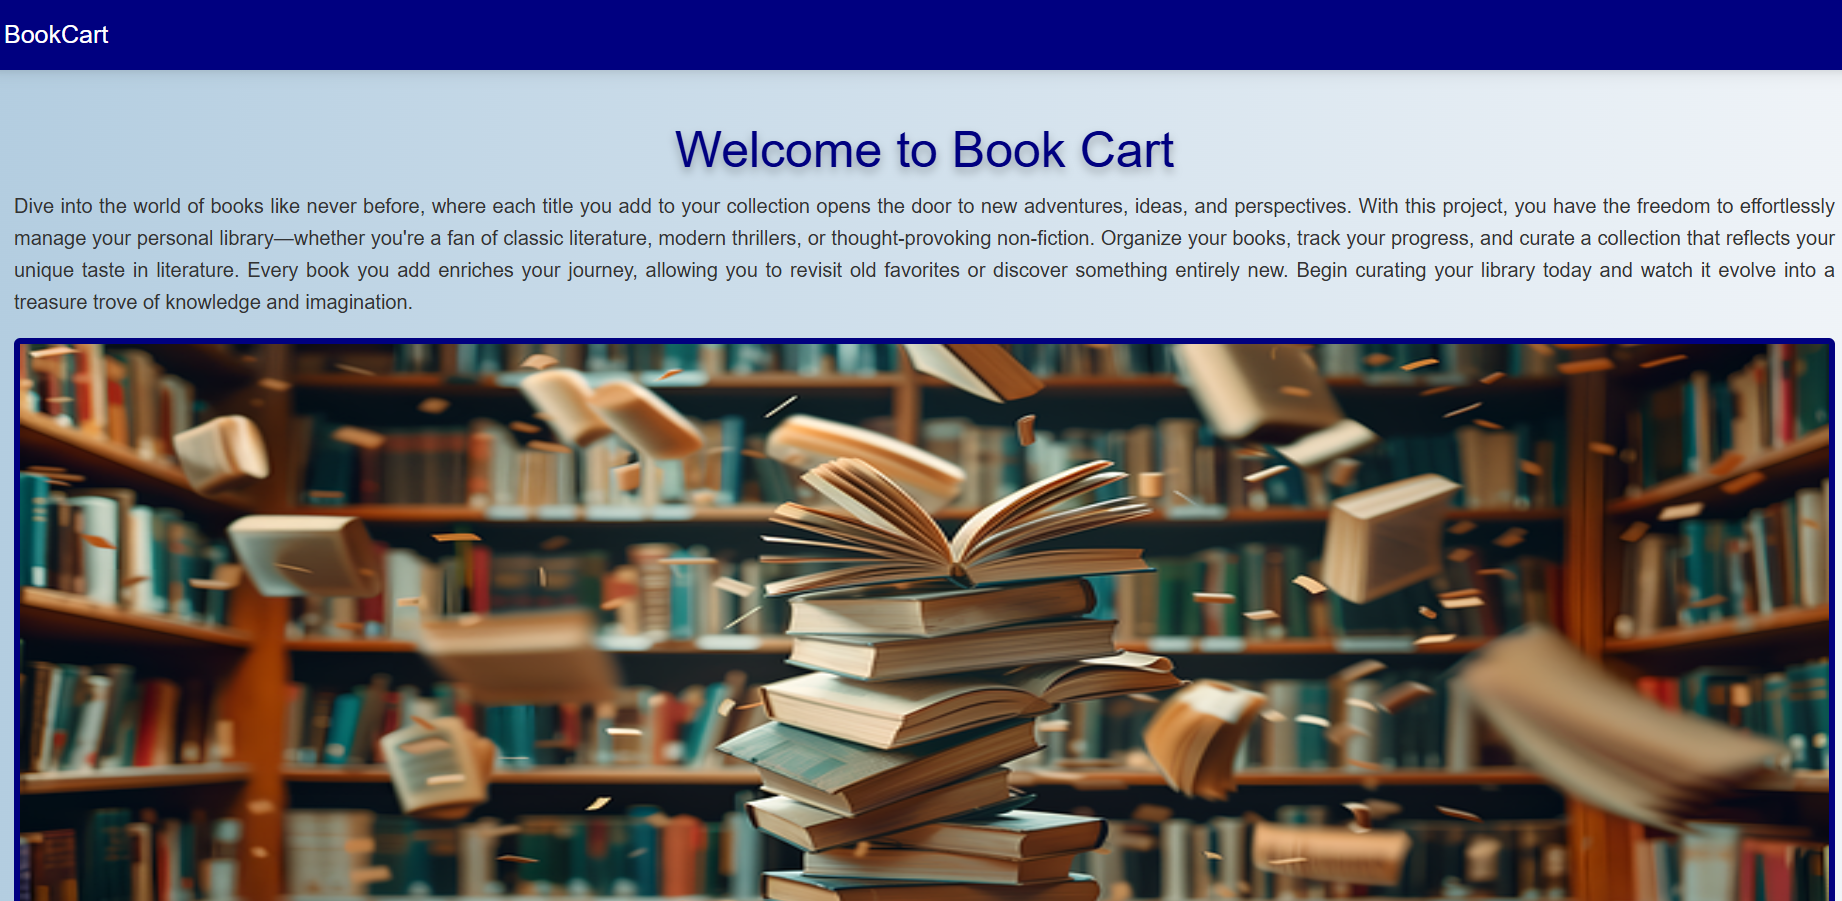 BookCart
Welcome to Book Cart
Dive into the world of books like never before, where each title you add to your collection opens the door to new adventures, ideas, and perspectives. With this project, you have the freedom to effortlessly
manage your personal library—whether you're a fan of classic literature, modern thrillers, or thought-provoking non-fiction. Organize your books, track your progress, and curate a collection that reflects your
unique taste in literature. Every book you add enriches your journey, allowing you to revisit old favorites or discover something entirely new. Begin curating your library today and watch it evolve into a
treasure trove of knowledge and imagination.